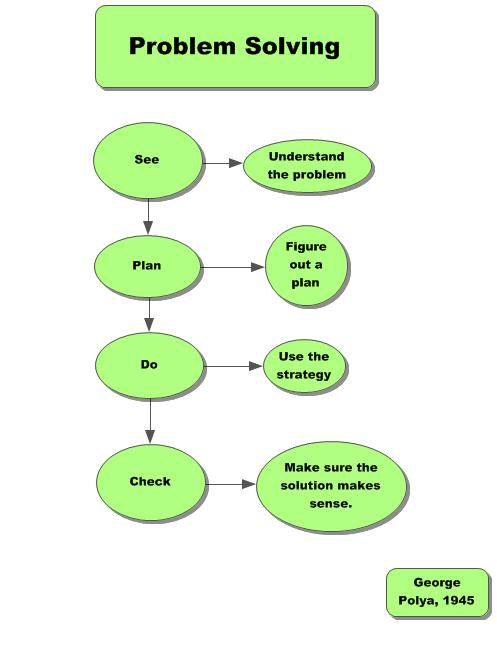 Problem Solving
See
Understand
the problem
Plan
Figure
out a
plan
Do
Use the
strategy
Check
Make sure the
solution makes
sense.
George
Polya, 1945